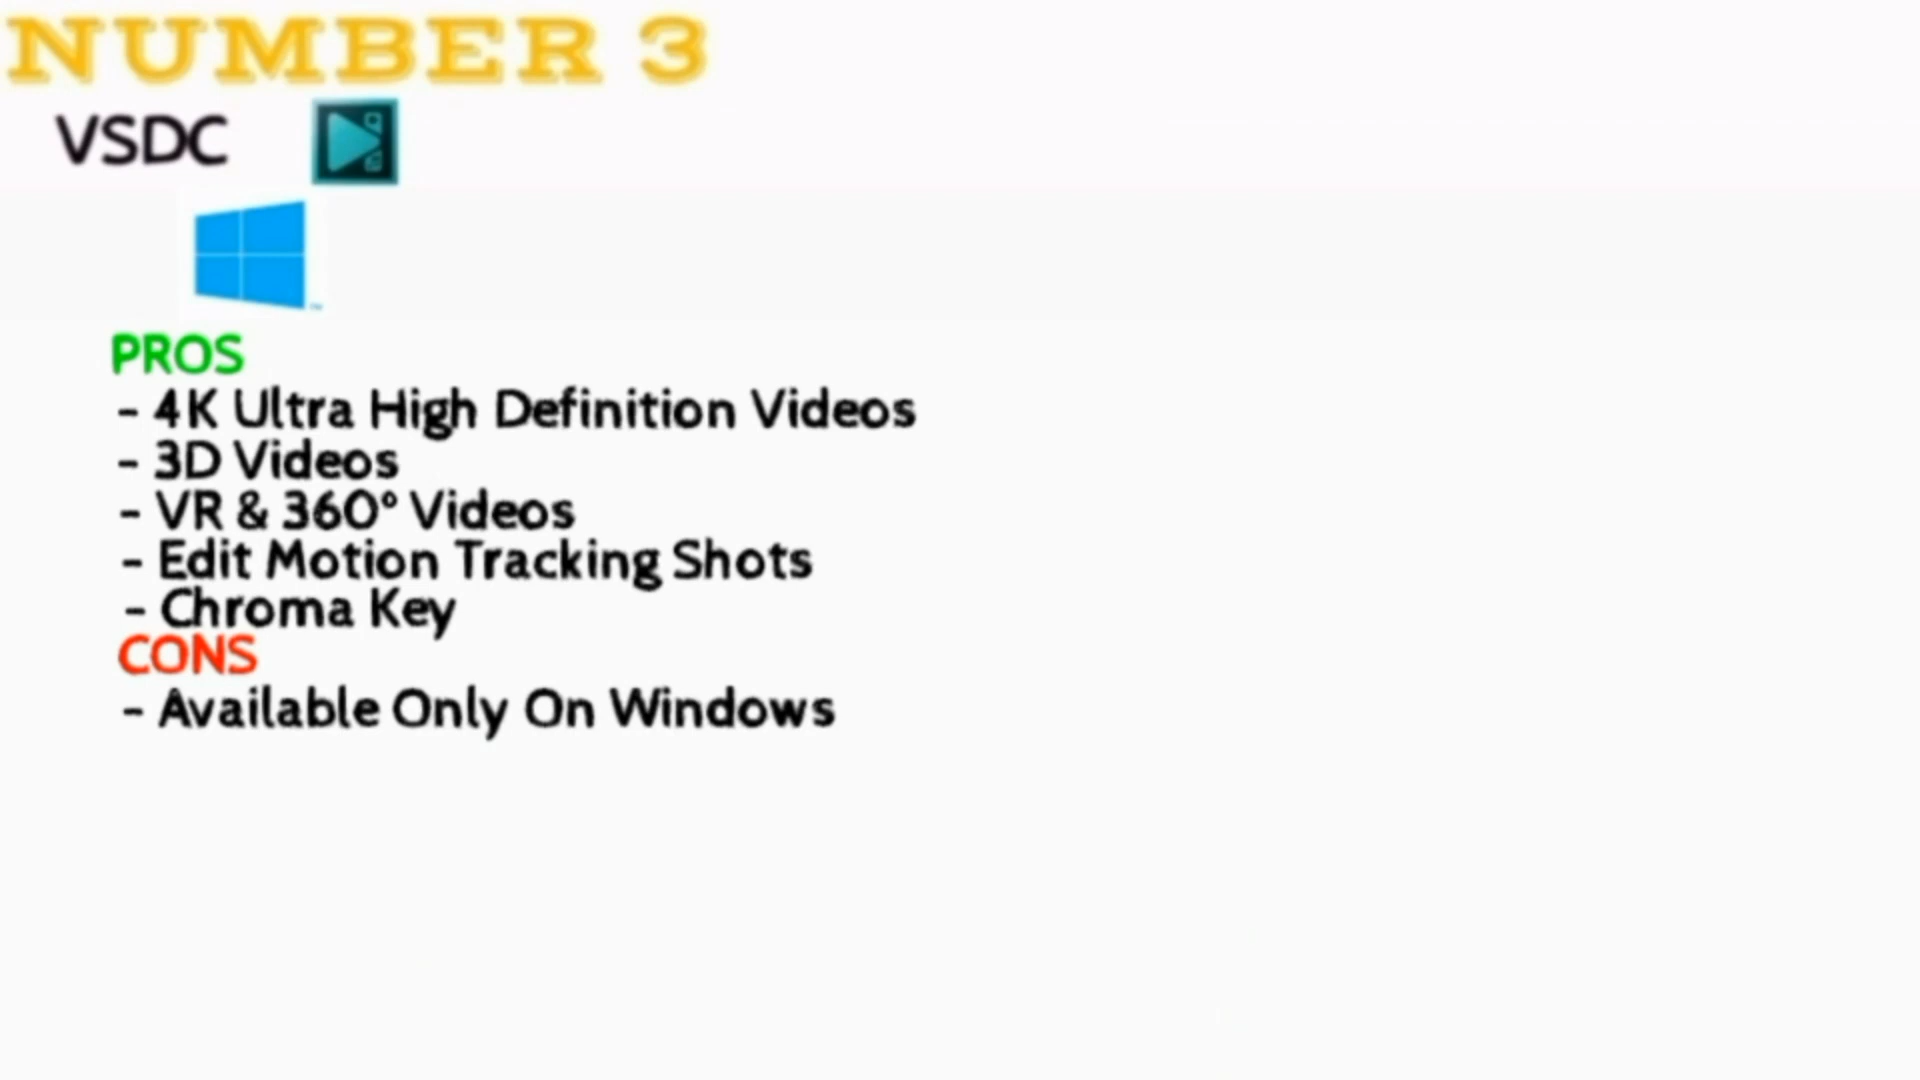 NUMBER 3
VSDC
PROS
- 4K Ultra High Definition Videos
- 3D Videos
- VR & 360° Videos
- Edit Motion Tracking Shots
- Chroma Key
CONS
- Available Only On Windows